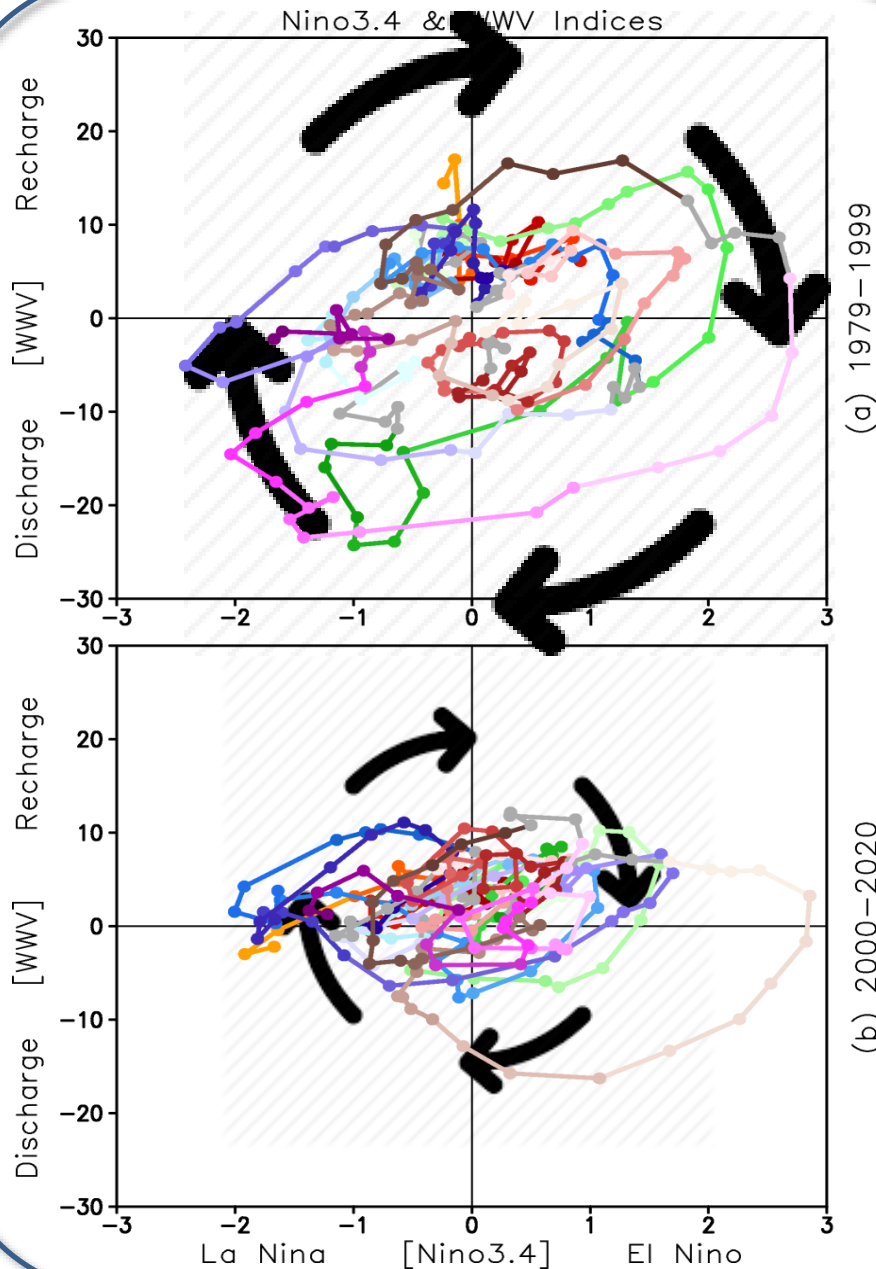 Nino3.4 & WWV Indices
30
20
10
0
−10
−20
−30
Recharge
[WWV]
Discharge
−3 −2 −1 0 1 2 3
(a) 1979−1999
30
20
10
0
−10
−20
−30
Recharge
[WWV]
Discharge
−3 −2 −1 0 1 2 3
La Nina [Nino3.4] El Nino
(b) 2000−2020